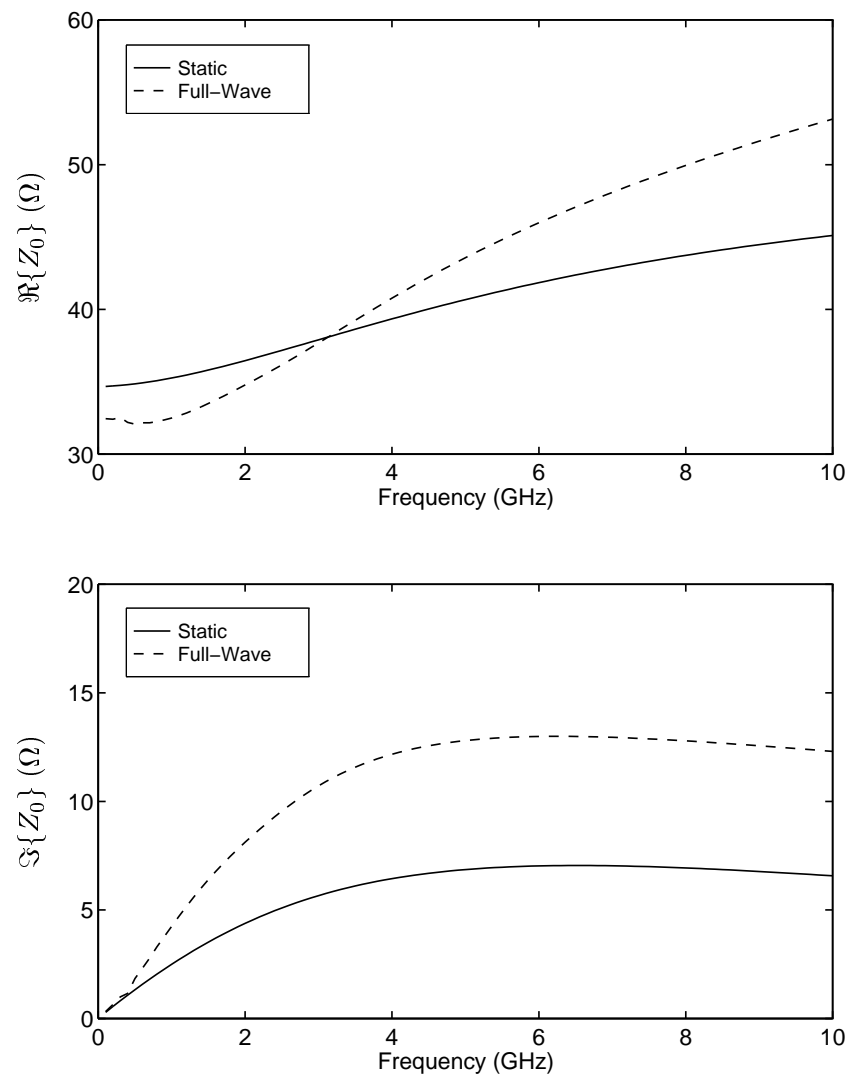 60
Static
Full−Wave
50
ℜ{Z₀} (Ω)
40
30
0 2 4 6 8 10
Frequency (GHz)
20
Static
Full−Wave
15
ℑ{Z₀} (Ω)
10
5
0
0 2 4 6 8 10
Frequency (GHz)